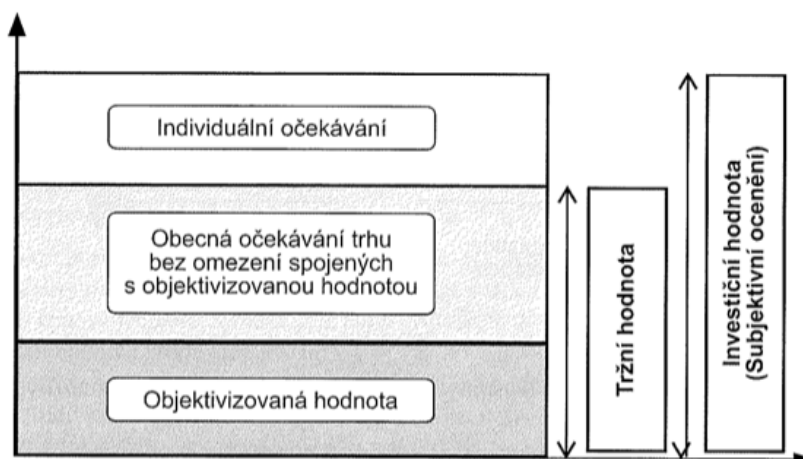 Individuální očekávání
Obecná očekávání trhu
bez omezení spojených
s objektivizovanou hodnotou
Objektivizovaná hodnota
Tržní hodnota
Investiční hodnota
(Subjektivní ocenění)